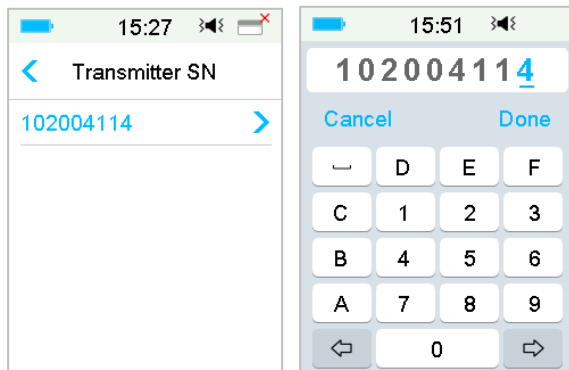 15:27
Transmitter SN
102004114
15:51
102004114
Cancel Done
D E F
C 1 2 3
B 4 5 6
A 7 8 9
0